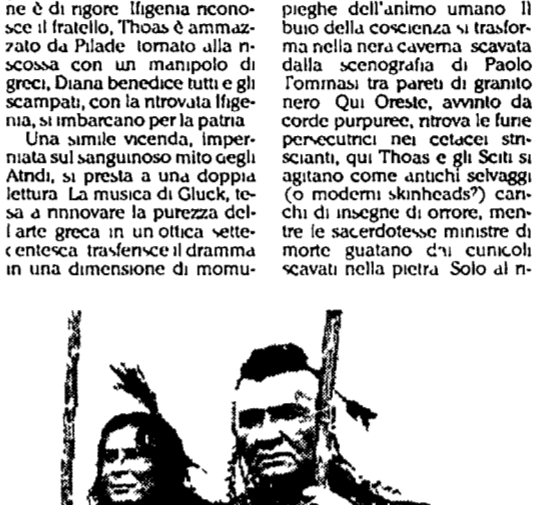 ne è di rigore Ifigenia ricono-
sce il fratello, Thoas è ammaz-
zato da Pilade tornato alla ri-
scossa con un manipolo di
greci, Diana benedice tutti e gli
scampati, con la ritrovata Ifige-
nia, si imbarcano per la patria
Una simile vicenda, imper-
niata sul sanguinoso mito degli
Atridi, si presta a una doppia
lettura La musica di Gluck, te-
sa a rinnovare la purezza del-
l arte greca in un ottica sette-
centesca trasferisce il dramma
in una dimensione di momu-
pieghe dell'animo umano Il
buio della coscienza si trasfor-
ma nella nera caverna scavata
dalla scenografia di Paolo
Tommasi tra pareti di granito
nero Qui Oreste, avvinto da
corde purpuree, ritrova le furie
persecutrici nei cetacei stri-
scianti, qui Thoas e gli Sciti si
agitano come antichi selvaggi
(o moderni skinheads?) cari-
chi di insegne di orrore, men-
tre le sacerdotesse ministre di
morte guatano dai cunicoli
scavati nella pietra Solo al ri-